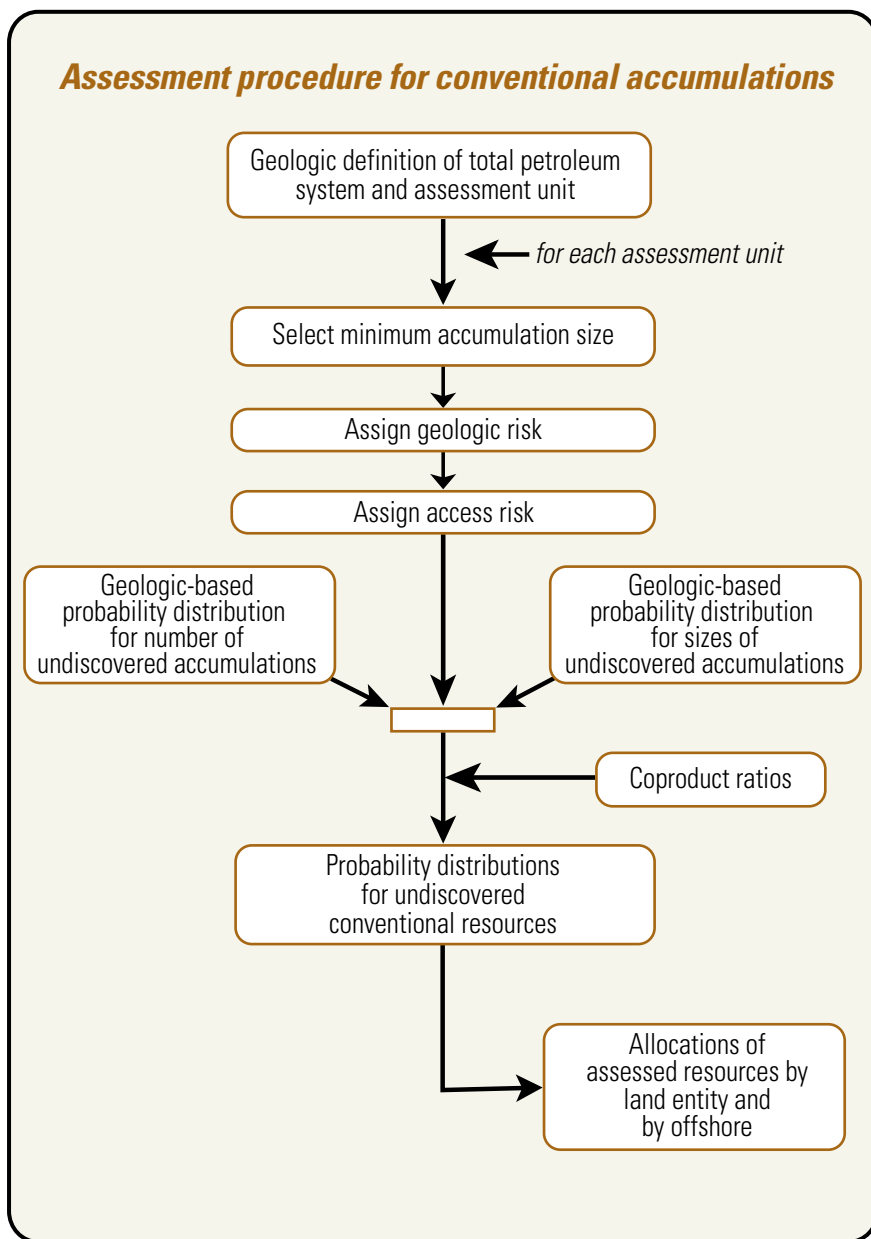 Assessment procedure for conventional accumulations
Geologic definition of total petroleum
system and assessment unit
for each assessment unit
Select minimum accumulation size
Assign geologic risk
Assign access risk
Geologic-based
probability distribution
for number of
undiscovered accumulations
Geologic-based
probability distribution
for sizes of
undiscovered accumulations
Coproduct ratios
Probability distributions
for undiscovered
conventional resources
Allocations of
assessed resources by
land entity and
by offshore